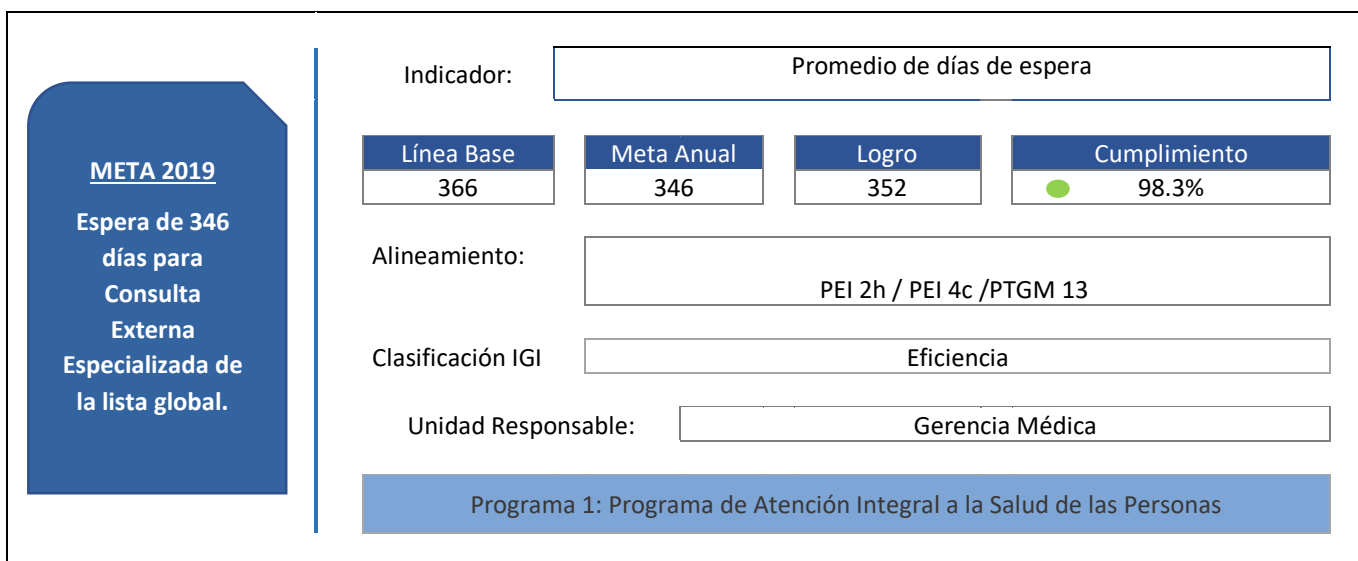 META 2019
Espera de 346
días para
Consulta
Externa
Especializada de
la lista global.
Indicador: Promedio de días de espera
Línea Base Meta Anual Logro Cumplimiento
366 346 352 98.3%
Alineamiento:
PEI 2h / PEI 4c /PTGM 13
Clasificación IGI Eficiencia
Unidad Responsable: Gerencia Médica
Programa 1: Programa de Atención Integral a la Salud de las Personas